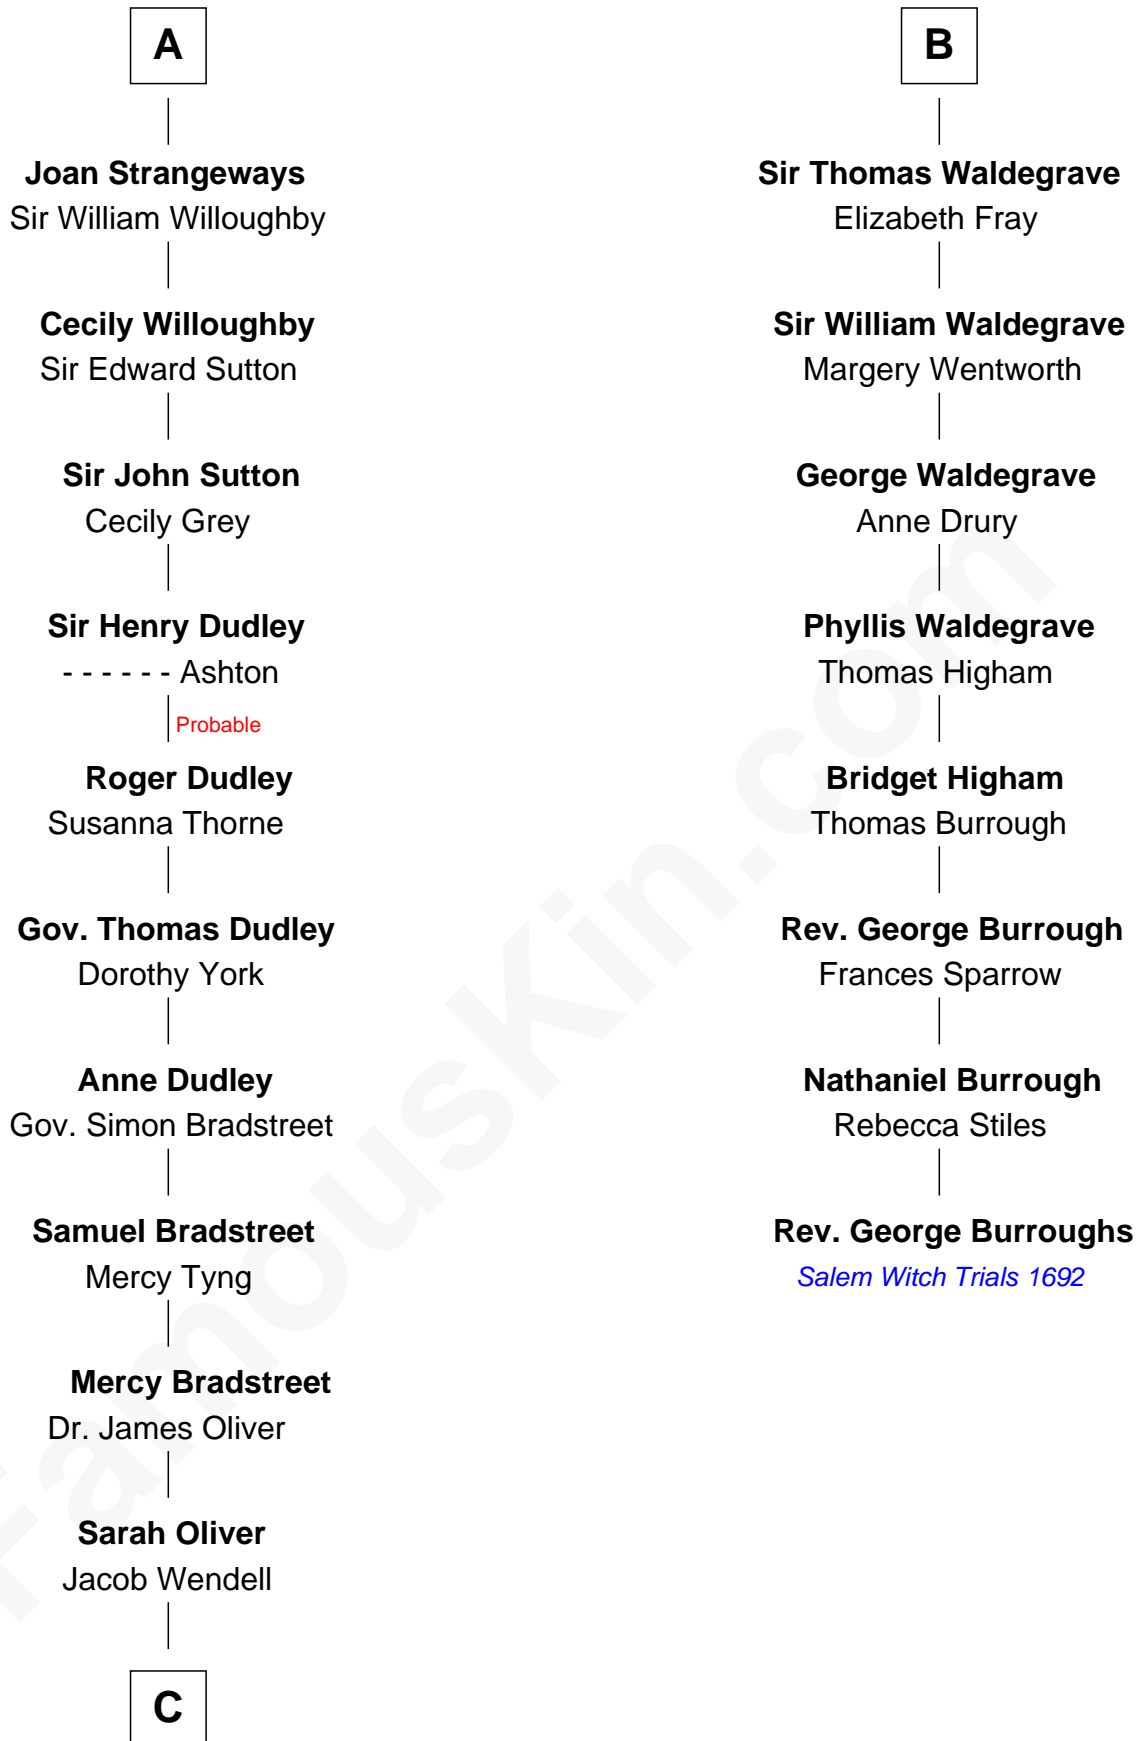 A
Joan Strangeways
Sir William Willoughby
Cecily Willoughby
Sir Edward Sutton
Sir John Sutton
Cecily Grey
Sir Henry Dudley
- - - - - - Ashton
Probable
Roger Dudley
Susanna Thorne
Gov. Thomas Dudley
Dorothy York
Anne Dudley
Gov. Simon Bradstreet
Samuel Bradstreet
Mercy Tyng
Mercy Bradstreet
Dr. James Oliver
Sarah Oliver
Jacob Wendell
C
B
Sir Thomas Waldegrave
Elizabeth Fray
Sir William Waldegrave
Margery Wentworth
George Waldegrave
Anne Drury
Phyllis Waldegrave
Thomas Higham
Bridget Higham
Thomas Burrough
Rev. George Burrough
Frances Sparrow
Nathaniel Burrough
Rebecca Stiles
Rev. George Burroughs
Salem Witch Trials 1692
FamousKin.com